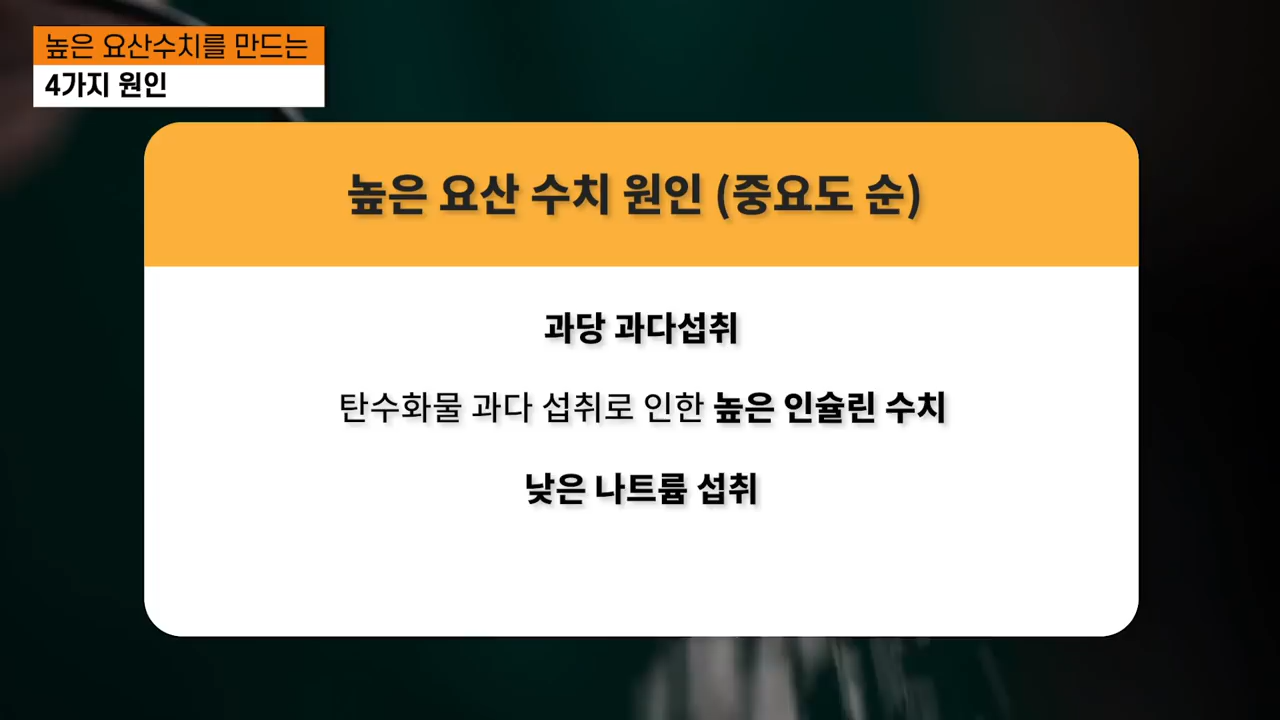 높은 요산수치를 만드는
4가지 원인
높은 요산 수치 원인 (중요도 순)
과당 과다섭취
탄수화물 과다 섭취로 인한 높은 인슐린 수치
낮은 나트륨 섭취